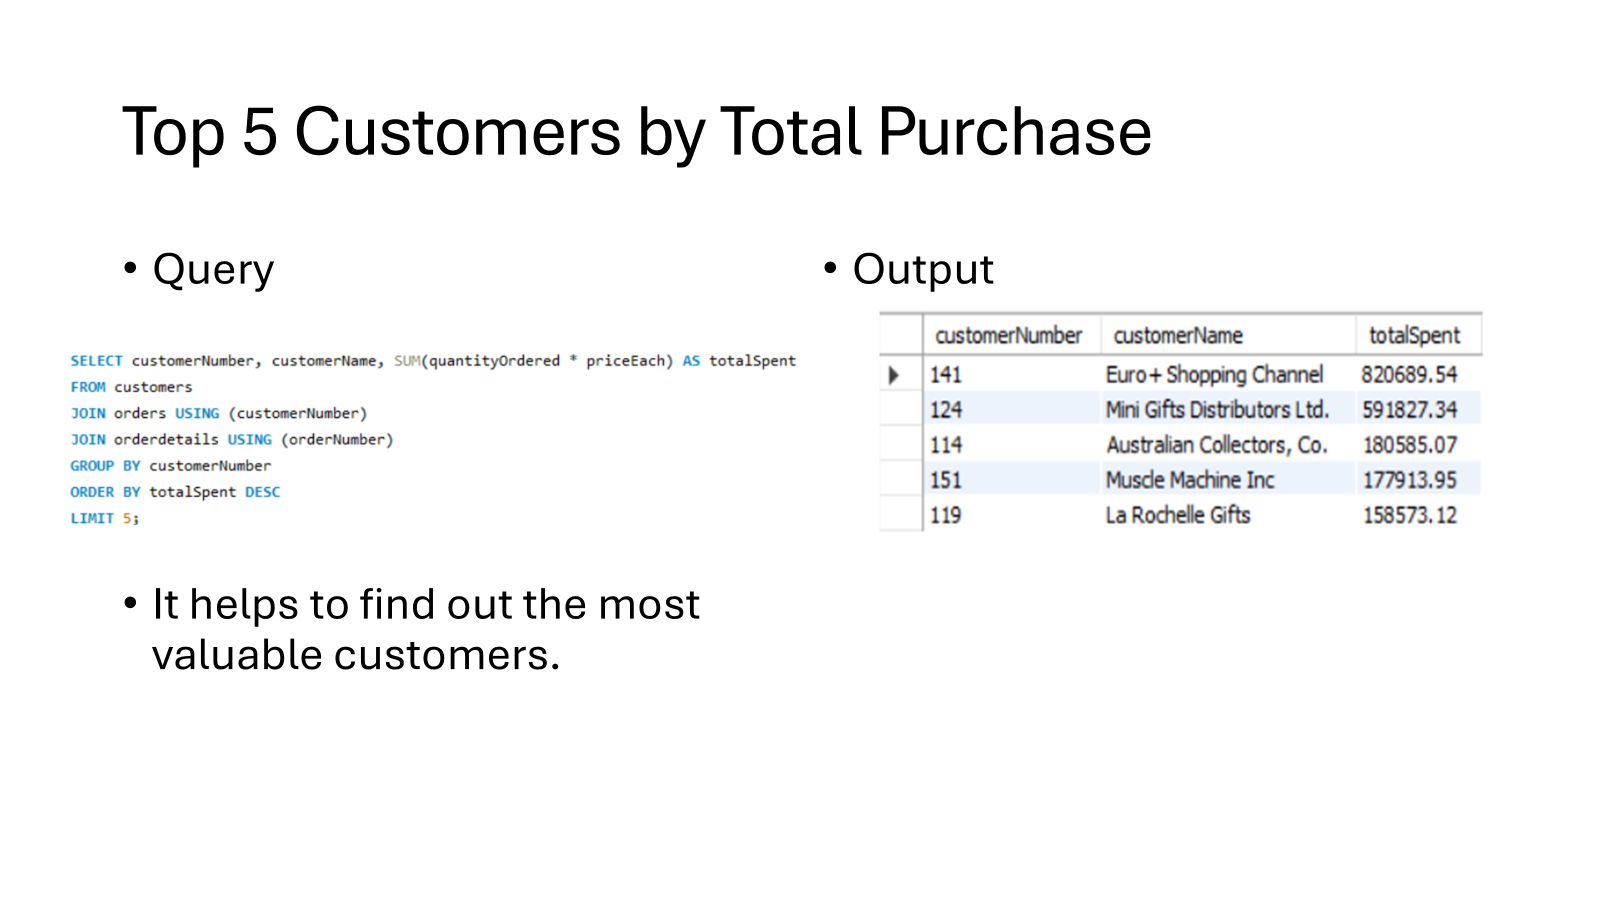 Top 5 Customers by Total Purchase
• Query
SELECT customerNumber, customerName, SUM(quantityOrdered * priceEach) AS totalSpent
FROM customers
JOIN orders USING (customerNumber)
JOIN orderdetails USING (orderNumber)
GROUP BY customerNumber
ORDER BY totalSpent DESC
LIMIT 5;
• It helps to find out the most
valuable customers.
• Output
customerNumber customerName totalSpent
141 Euro+ Shopping Channel 820689.54
124 Mini Gifts Distributors Ltd. 591827.34
114 Australian Collectors, Co. 180585.07
151 Muscle Machine Inc 177913.95
119 La Rochelle Gifts 158573.12